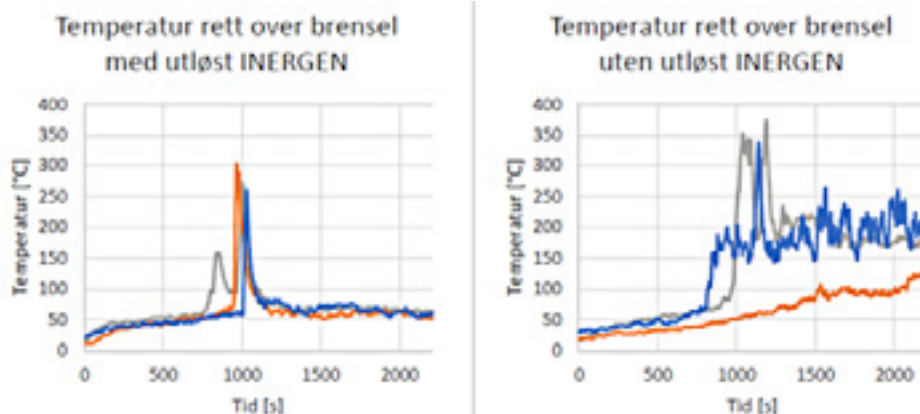 Temperatur rett over brensel
med utløst INERGEN
400
350
300
250
200
150
100
50
0
Temperatur [°C]
0 500 1000 1500 2000
Tid [s]
Temperatur rett over brensel
uten utløst INERGEN
400
350
300
250
200
150
100
50
0
Temperatur [°C]
0 500 1000 1500 2000
Tid [s]